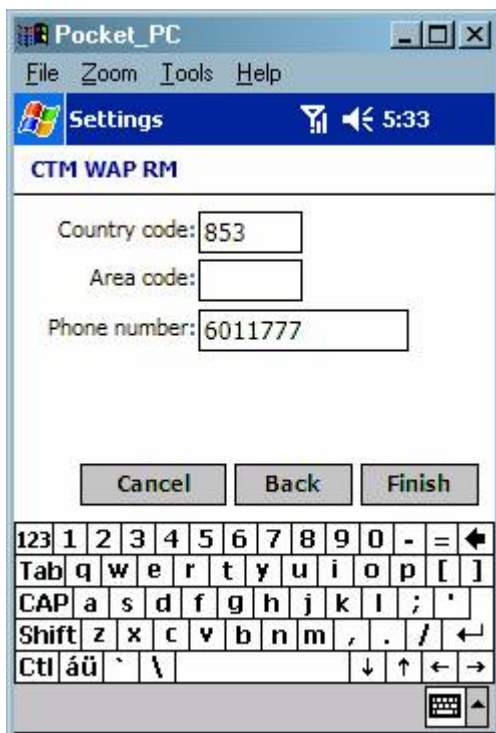 Pocket_PC
File Zoom Tools Help
Settings 5:33
CTM WAP RM
Country code: 853
Area code:
Phone number: 6011777
Cancel Back Finish
123 1 2 3 4 5 6 7 8 9 0 - =
Tab q w e r t y u i o p [ ]
CAP a s d f g h j k l ; '
Shift z x c v b n m , . /
Ctl áü ` \